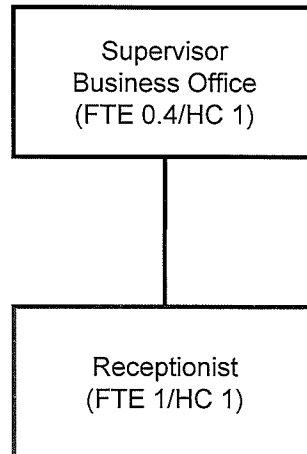 Supervisor
Business Office
(FTE 0.4/HC 1)
Receptionist
(FTE 1/HC 1)